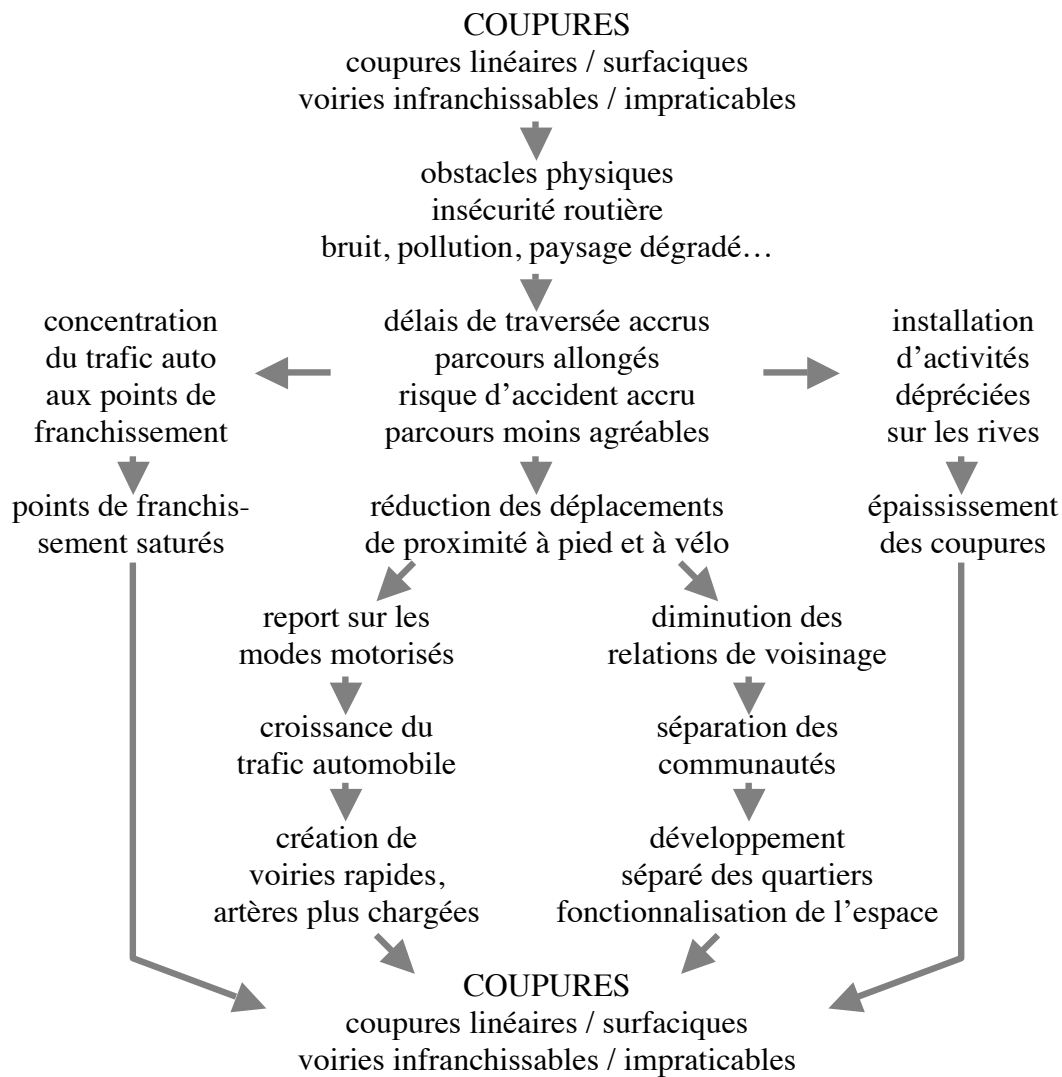 COUPURES
coupures linéaires / surfaciques
voiries infranchissables / impraticables
obstacles physiques
insécurité routière
bruit, pollution, paysage dégradé…
concentration
du trafic auto
aux points de
franchissement
délais de traversée accrus
parcours allongés
risque d’accident accru
parcours moins agréables
installation
d’activités
dépréciées
sur les rives
points de franchis-
sement saturés
réduction des déplacements
de proximité à pied et à vélo
épaississement
des coupures
report sur les
modes motorisés
diminution des
relations de voisinage
croissance du
trafic automobile
séparation des
communautés
création de
voiries rapides,
artères plus chargées
développement
séparé des quartiers
fonctionnalisation de l’espace
COUPURES
coupures linéaires / surfaciques
voiries infranchissables / impraticables